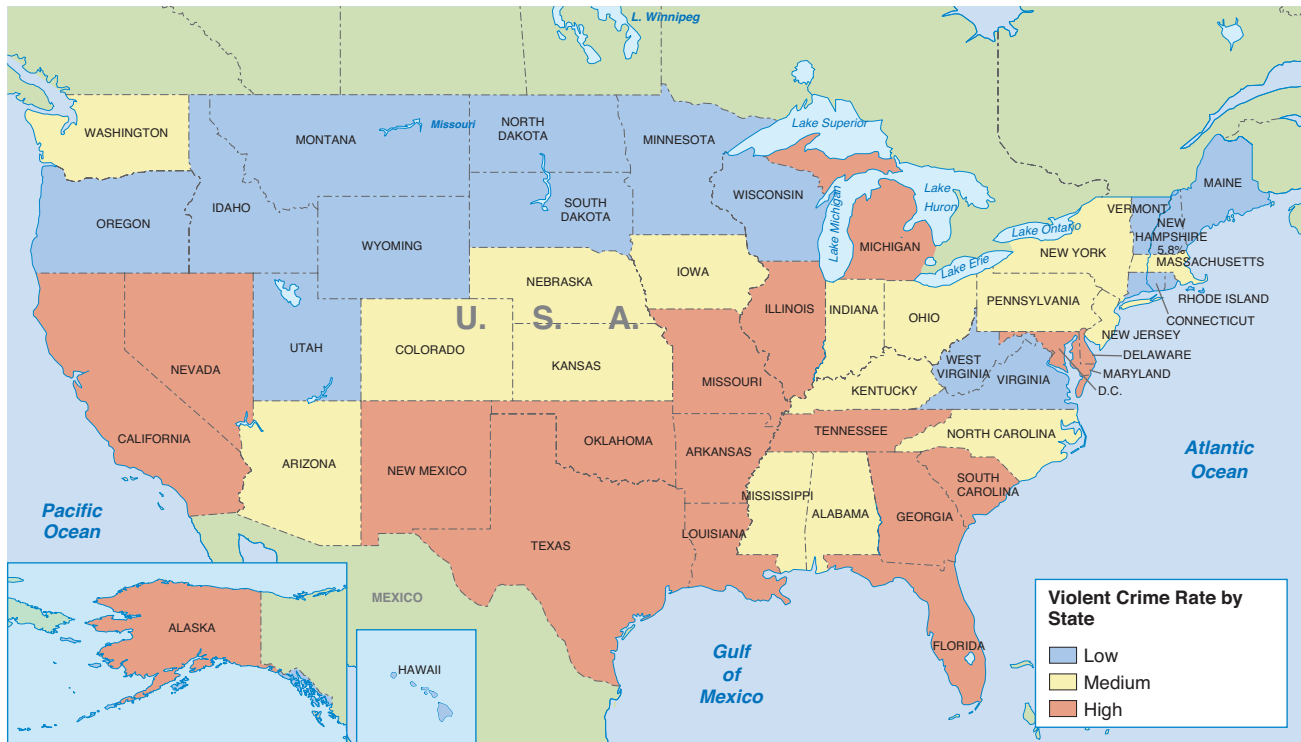 L. Winnipeg
WASHINGTON
MONTANA
Missouri
NORTH
DAKOTA
MINNESOTA
Lake Superior
OREGON
IDAHO
WYOMING
SOUTH
DAKOTA
WISCONSIN
Lake Michigan
Lake
Huron
MICHIGAN
Lake Ontario
Lake Erie
NEW YORK
VERMONT
MAINE
NEW
HAMPSHIRE
5.8%
MASSACHUSETTS
RHODE ISLAND
CONNECTICUT
NEVADA
UTAH
COLORADO
NEBRASKA
IOWA
U. S. A.
KANSAS
MISSOURI
ILLINOIS
INDIANA
OHIO
PENNSYLVANIA
NEW JERSEY
DELAWARE
MARYLAND
D.C.
WEST
VIRGINIA
VIRGINIA
KENTUCKY
CALIFORNIA
ARIZONA
NEW MEXICO
OKLAHOMA
ARKANSAS
TENNESSEE
NORTH CAROLINA
SOUTH
CAROLINA
MISSISSIPPI
ALABAMA
GEORGIA
TEXAS
LOUISIANA
FLORIDA
Pacific
Ocean
Atlantic
Ocean
MEXICO
Gulf
of
Mexico
ALASKA
HAWAII
Violent Crime Rate by
State
Low
Medium
High